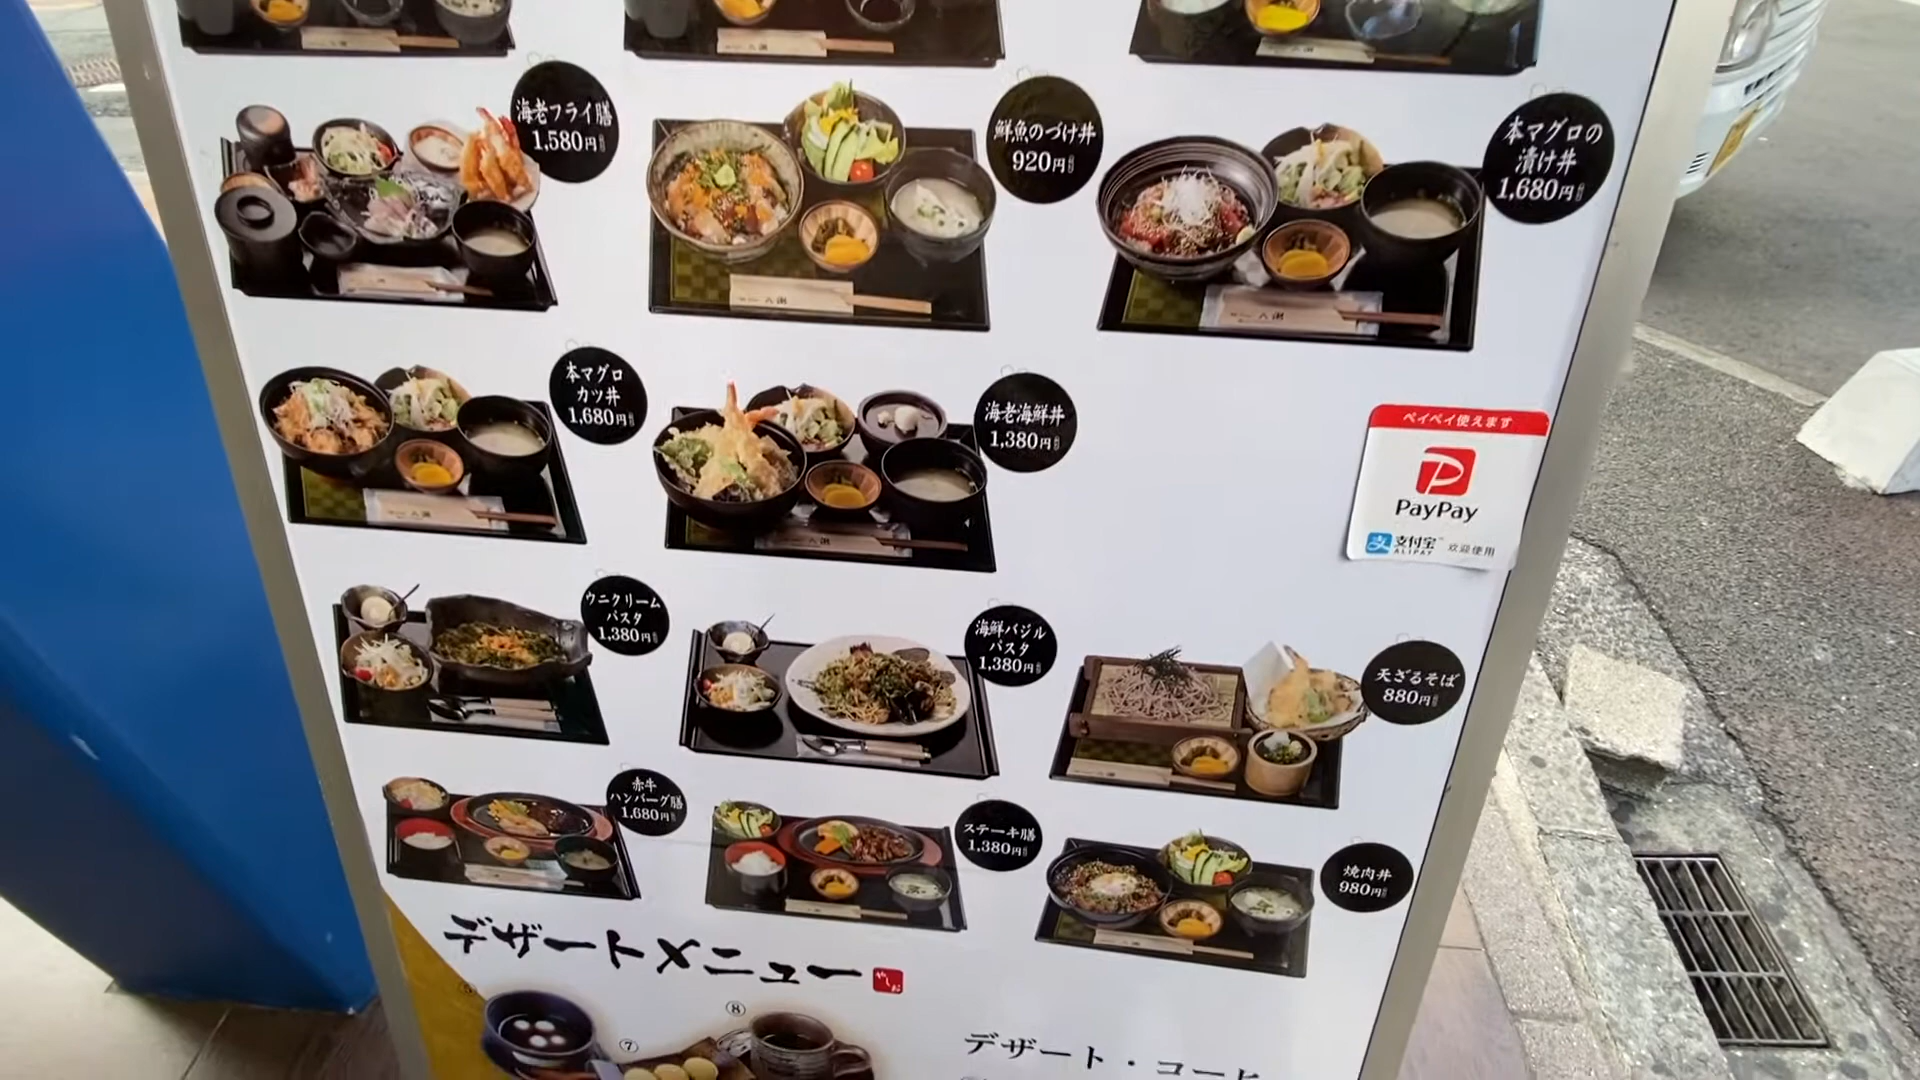 海老フライ膳
1,580円
鮮魚のづけ丼
920円
本マグロの
漬け丼
1,680円
本マグロ
カツ丼
1,680円
海老海鮮丼
1,380円
ペイペイ使えます
PayPay
支付宝
ALIPAY
欢迎使用
ウニクリーム
パスタ
1,380円
海鮮バジル
パスタ
1,380円
天ざるそば
880円
赤牛
ハンバーグ膳
1,680円
ステーキ膳
1,380円
焼肉丼
980円
デザートメニュー
やしお
⑧
⑦
デザート・コーヒ